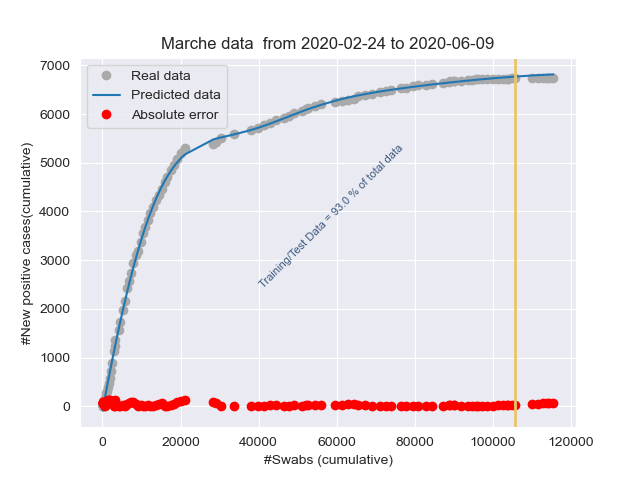 Marche data  from 2020-02-24 to 2020-06-09
Real data
Predicted data
Absolute error
Training/Test Data = 93.0 % of total data
#New positive cases(cumulative)
7000
6000
5000
4000
3000
2000
1000
0
0 20000 40000 60000 80000 100000 120000
#Swabs (cumulative)